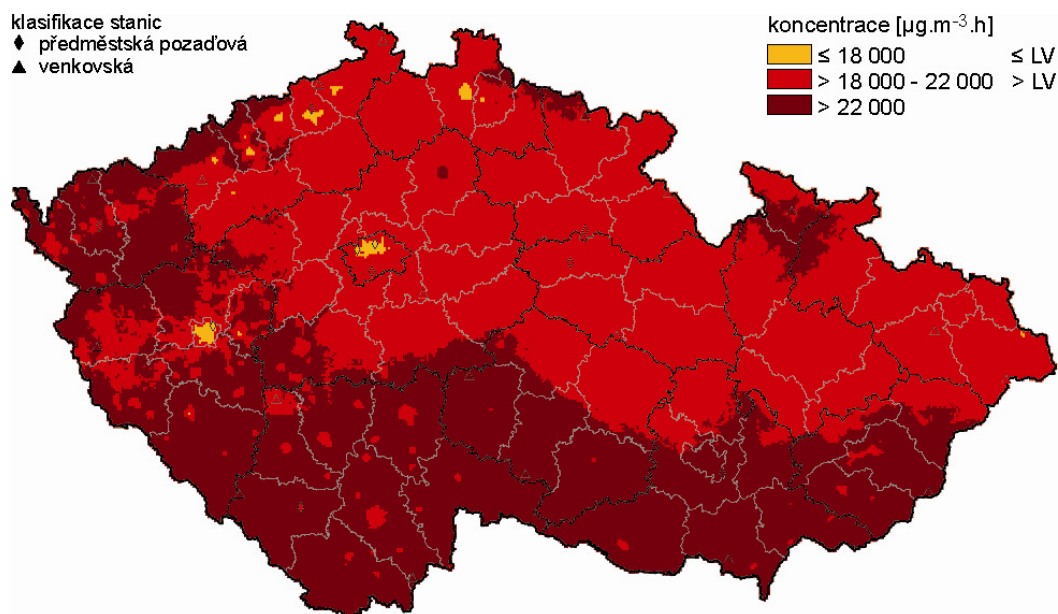 klasifikace stanic
♦ předměstská pozaďová
▲ venkovská
koncentrace [µg.m⁻³.h]
≤ 18 000 ≤ LV
> 18 000 - 22 000 > LV
> 22 000